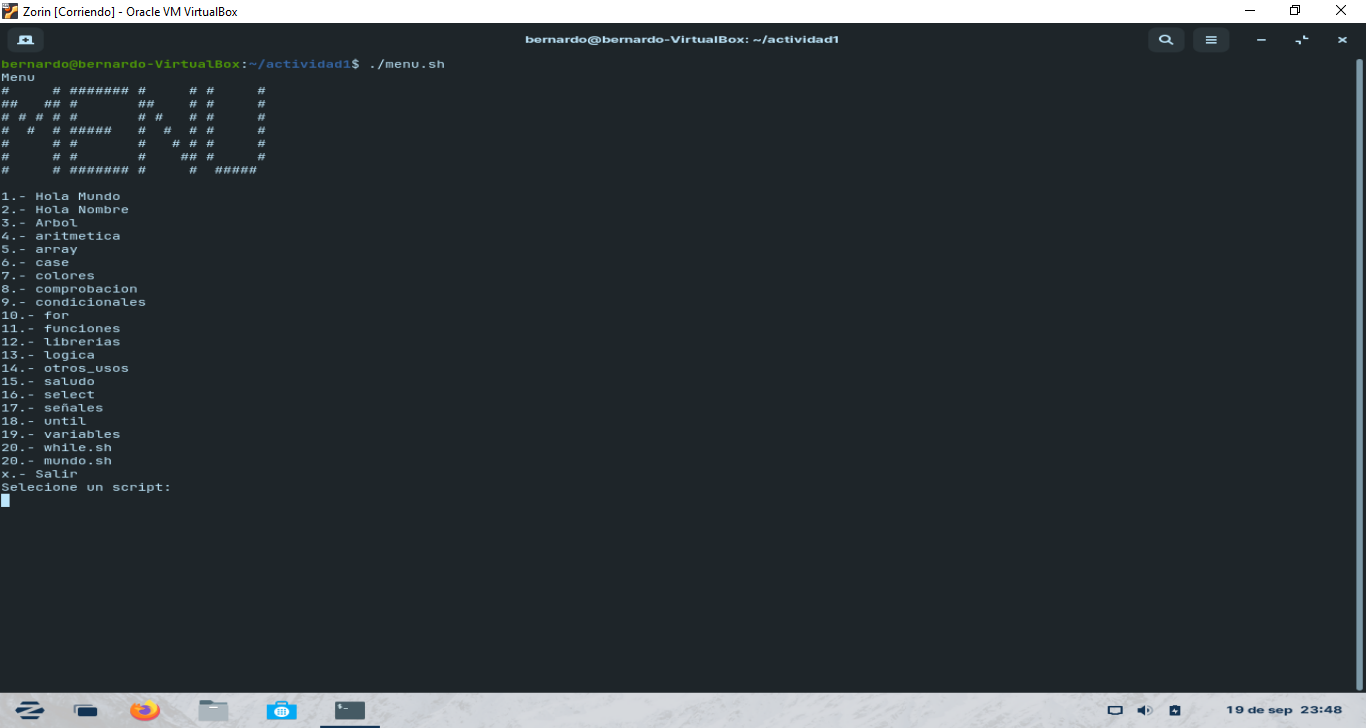 Zorin [Corriendo] - Oracle VM VirtualBox
bernardo@bernardo-VirtualBox: ~/actividad1
bernardo@bernardo-VirtualBox:~/actividad1$ ./menu.sh
Menu
#     # ####### #     # #     #
##   ## #       ##    # #     #
# # # # #       # #   # #     #
#  #  # #####   #  #  # #     #
#     # #       #   # # #     #
#     # #       #    ## #     #
#     # ####### #     #  #####
1.- Hola Mundo
2.- Hola Nombre
3.- Arbol
4.- aritmetica
5.- array
6.- case
7.- colores
8.- comprobacion
9.- condicionales
10.- for
11.- funciones
12.- librerias
13.- logica
14.- otros_usos
15.- saludo
16.- select
17.- señales
18.- until
19.- variables
20.- while.sh
20.- mundo.sh
x.- Salir
Selecione un script:
19 de sep  23:48